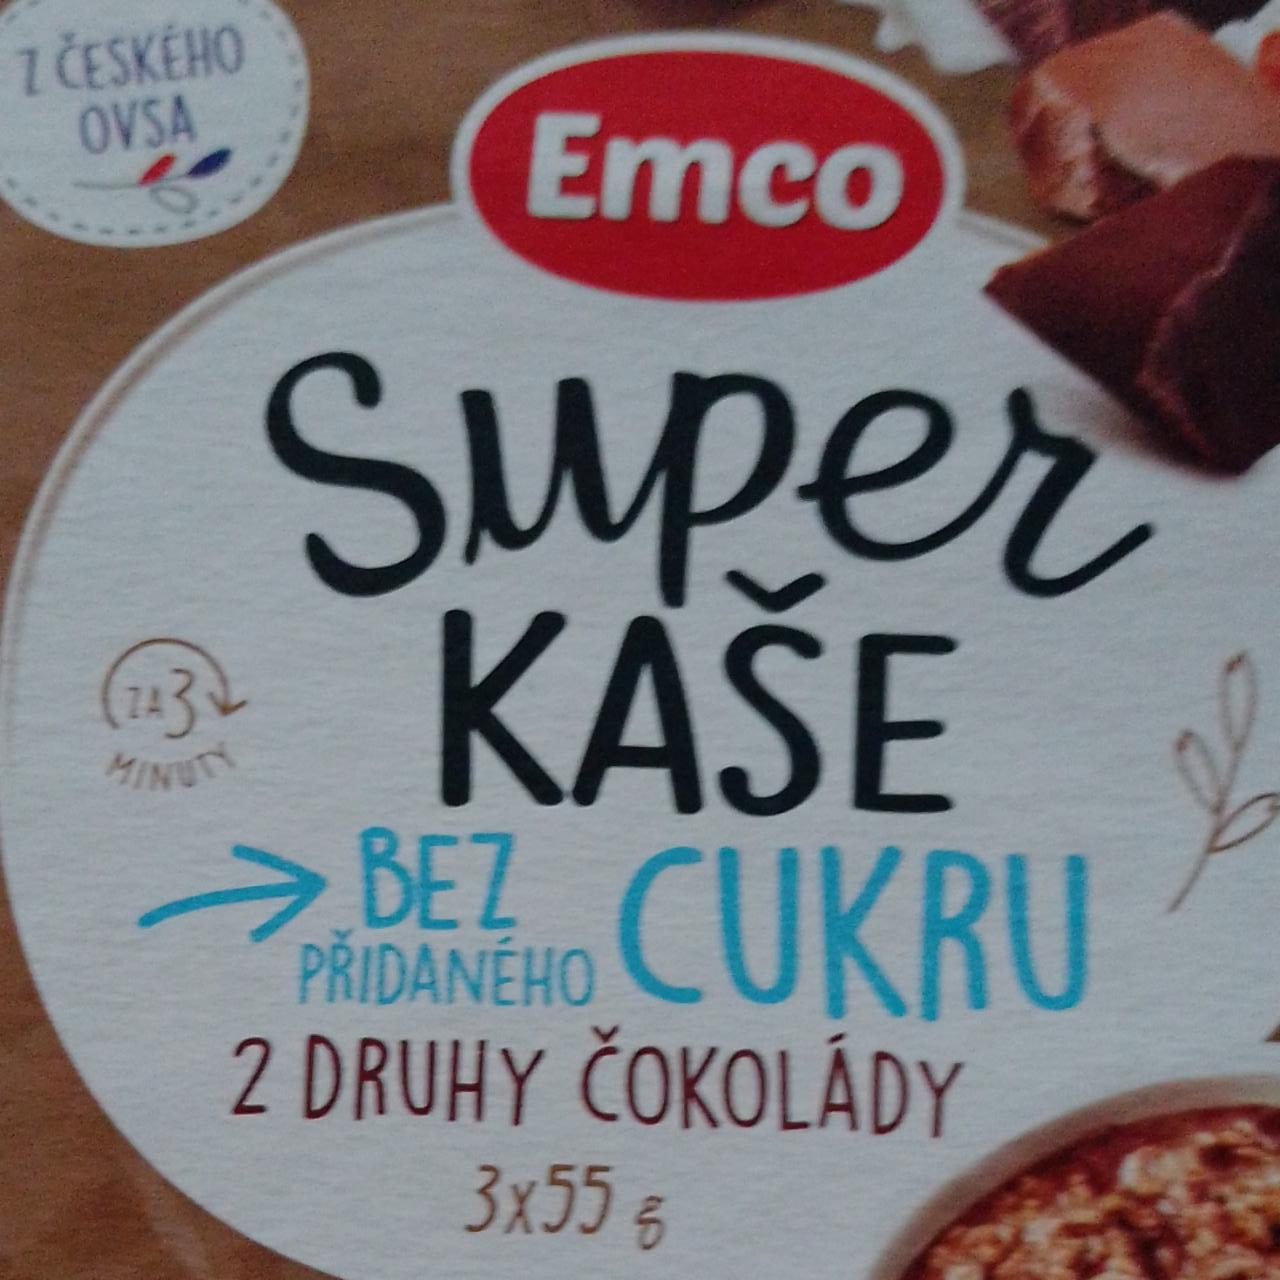 Z ČESKÉHO
OVSA
Emco
Super
KAŠE
ZA 3
MINUTY
BEZ
PŘIDANÉHO
CUKRU
2 DRUHY ČOKOLÁDY
3x55 g